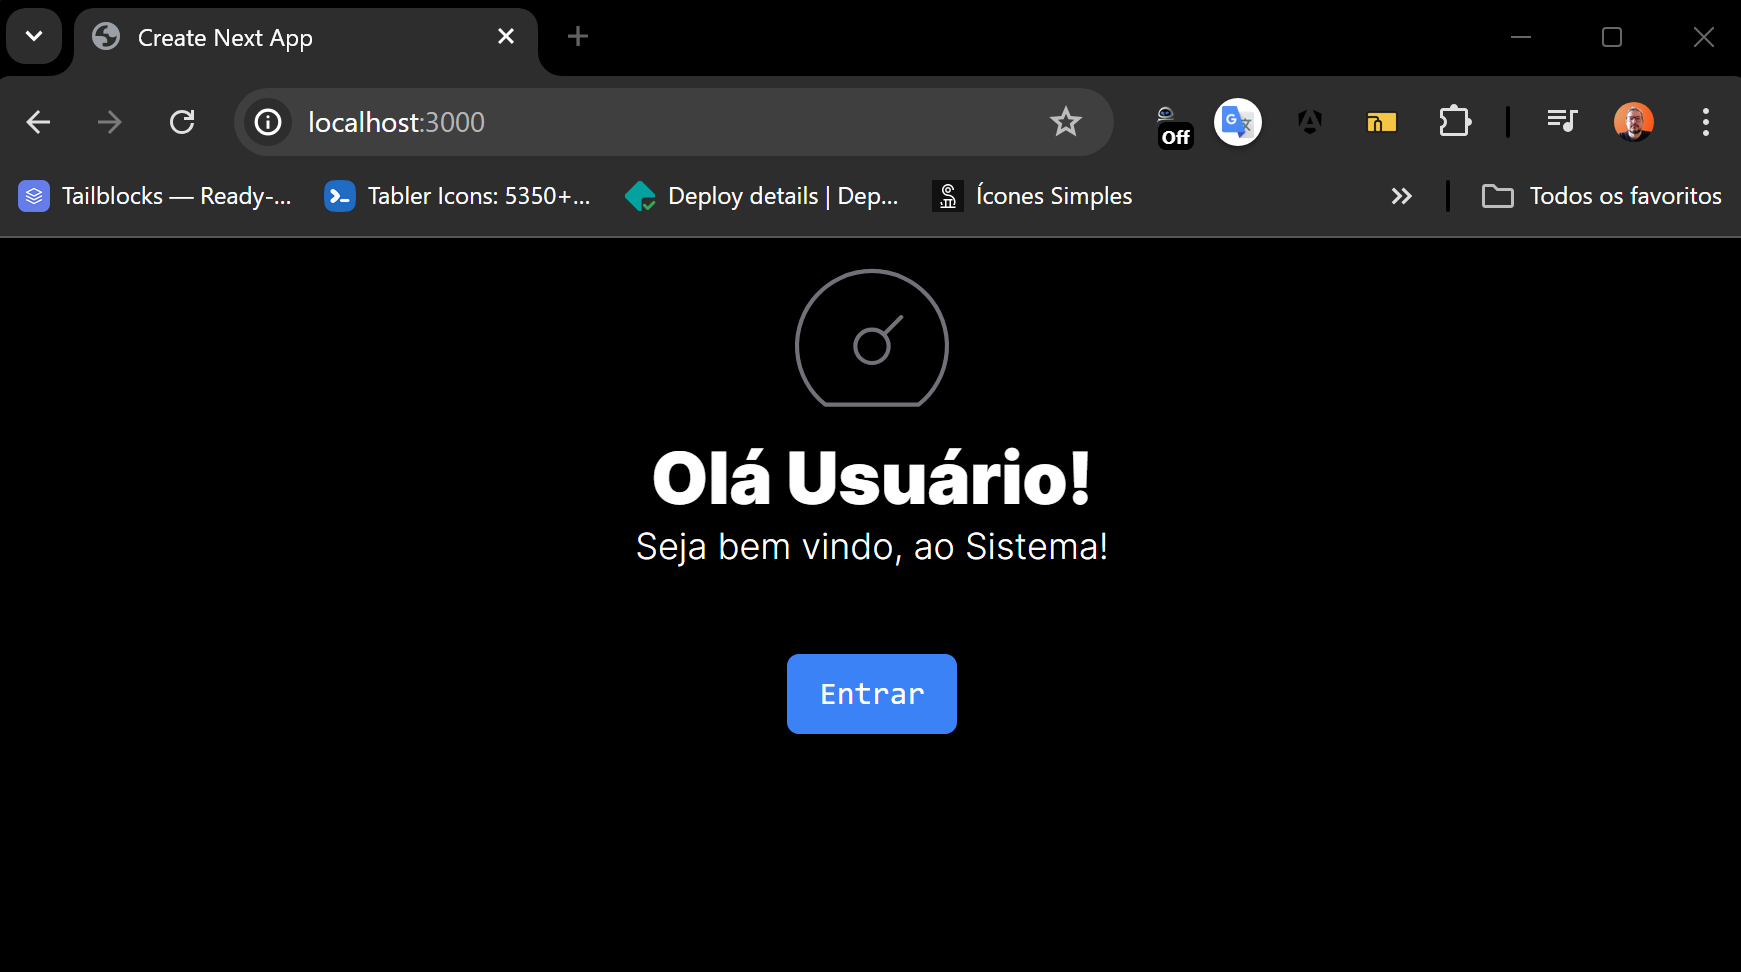 Create Next App
localhost:3000
Off
Tailblocks — Ready-...
Tabler Icons: 5350+...
Deploy details | Dep...
Ícones Simples
Todos os favoritos
Olá Usuário!
Seja bem vindo, ao Sistema!
Entrar